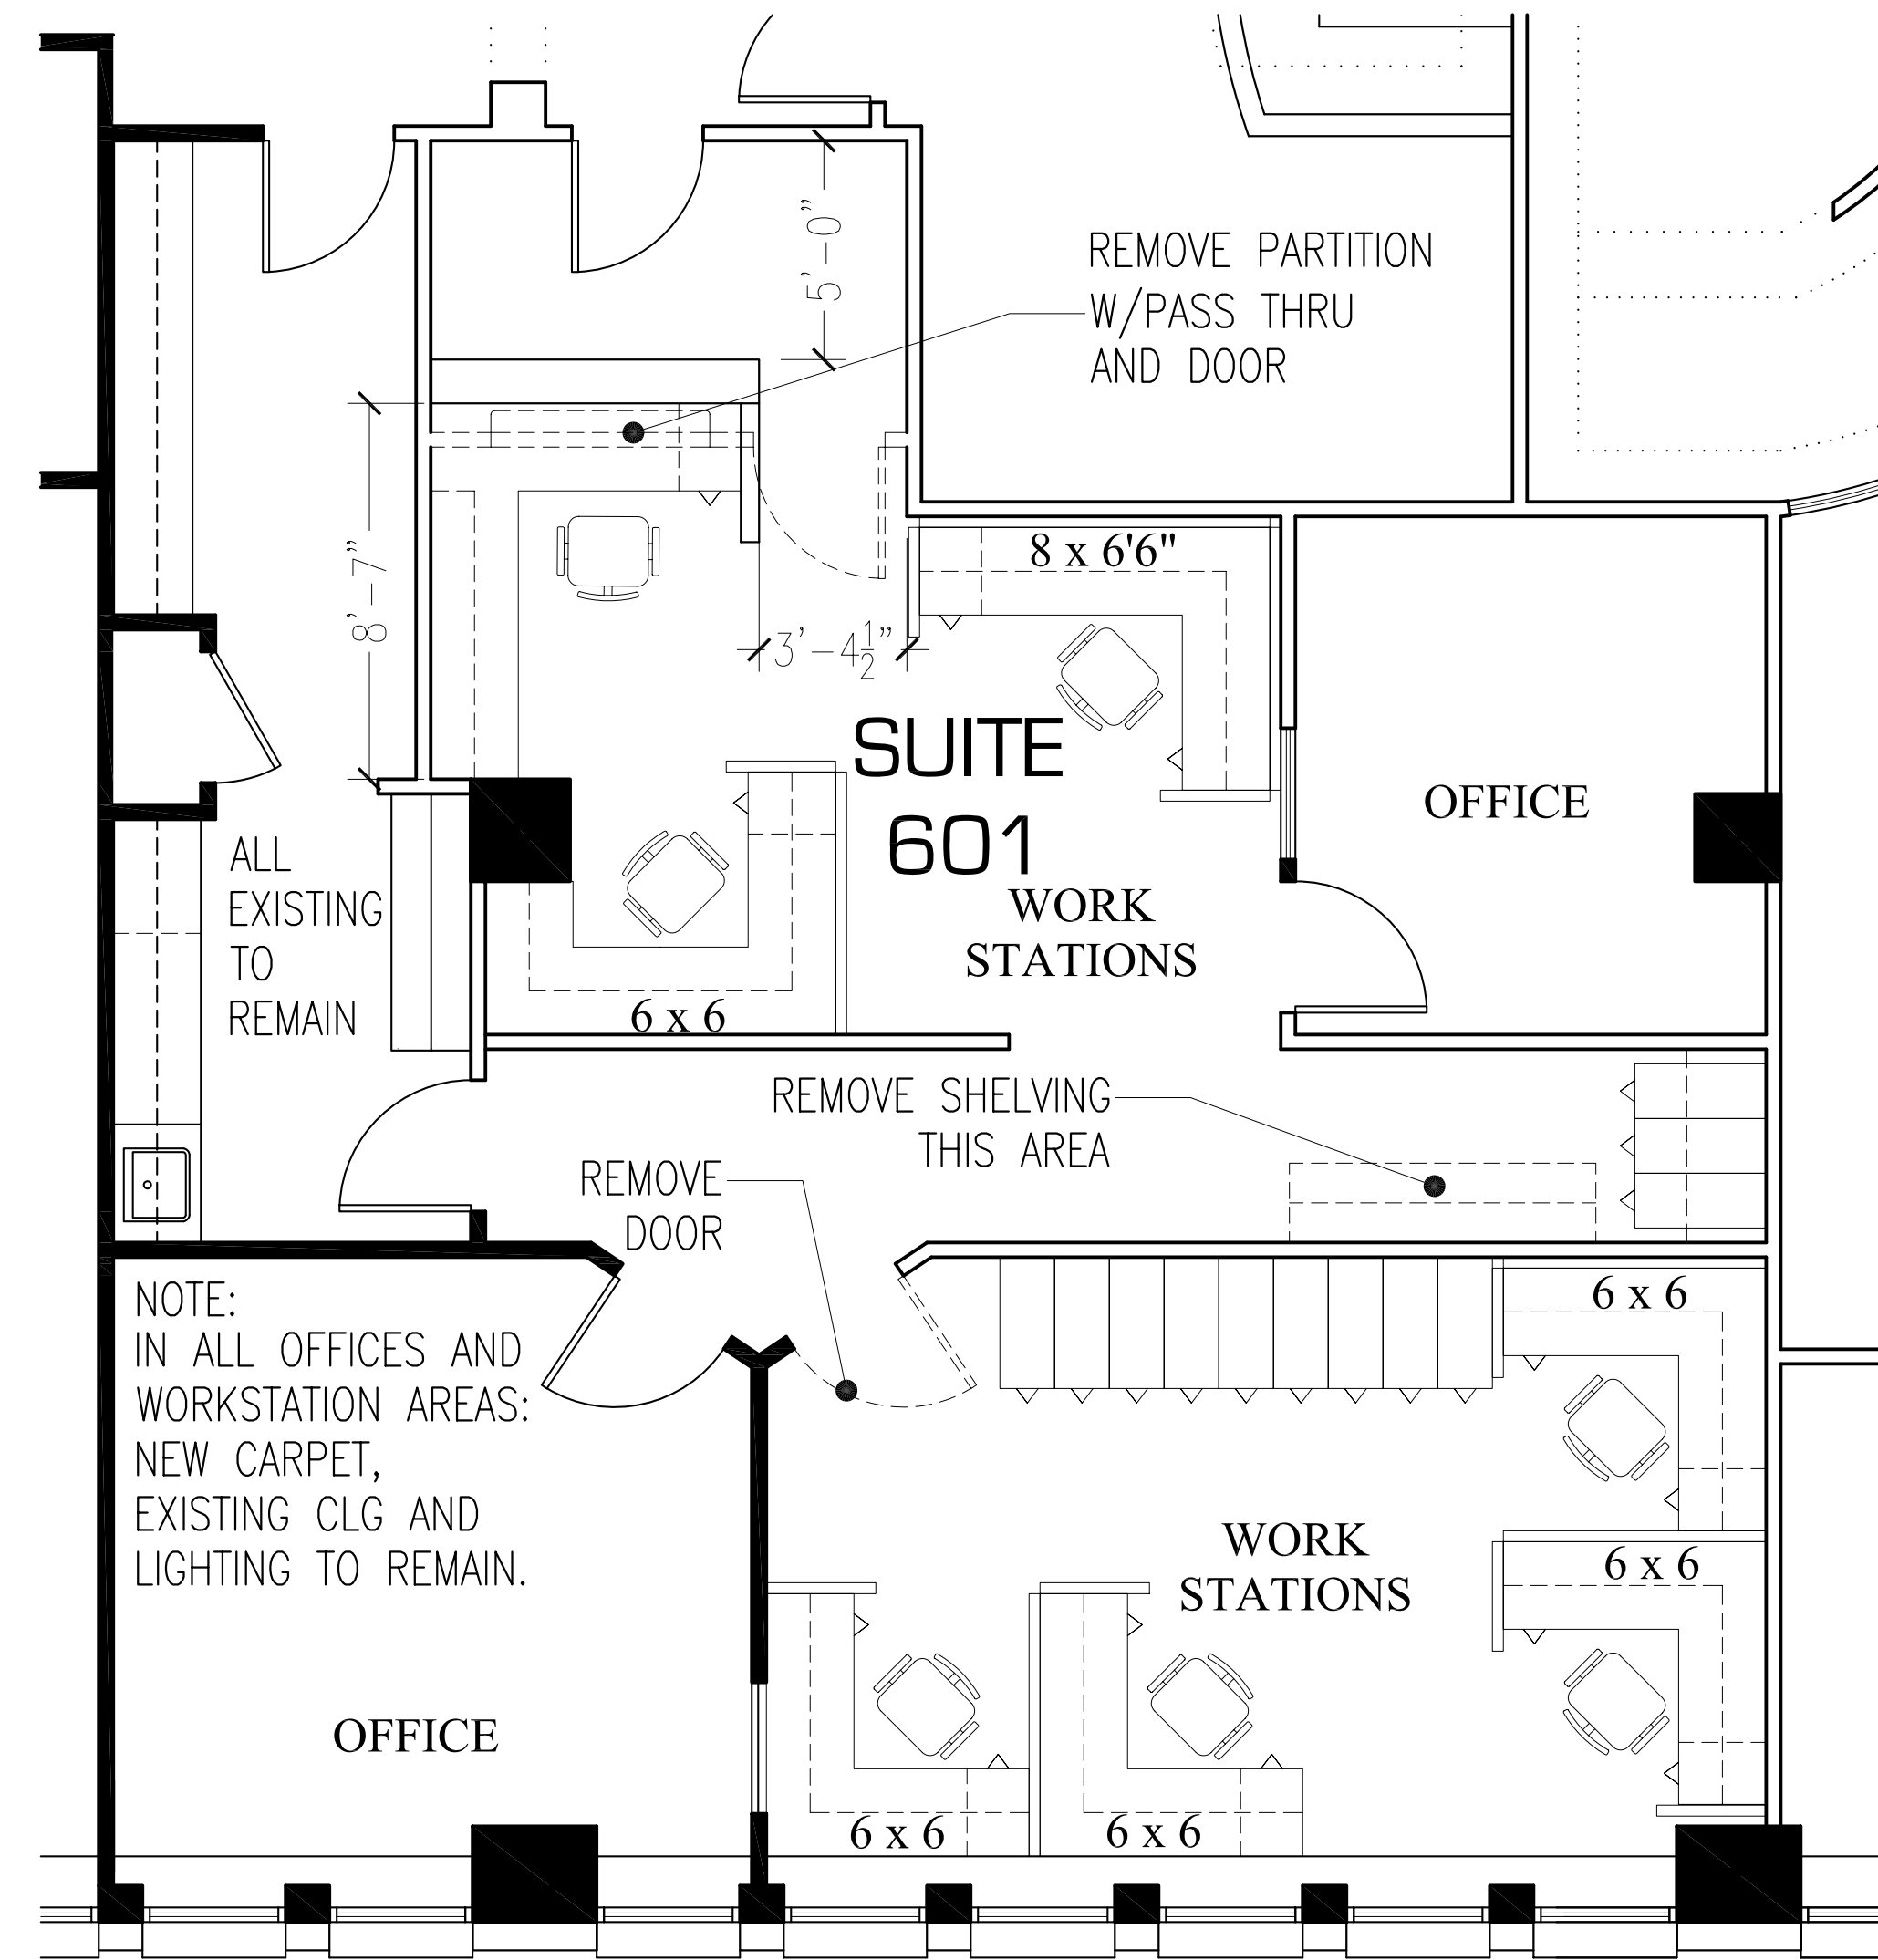 5'-0"
REMOVE PARTITION
W/PASS THRU
AND DOOR
8'-7"
8 x 6'6"
3'-4½"
SUITE
601
OFFICE
ALL
EXISTING
TO
REMAIN
WORK
STATIONS
6 x 6
REMOVE SHELVING
THIS AREA
REMOVE
DOOR
NOTE:
IN ALL OFFICES AND
WORKSTATION AREAS:
NEW CARPET,
EXISTING CLG AND
LIGHTING TO REMAIN.
6 x 6
WORK
STATIONS
6 x 6
OFFICE
6 x 6
6 x 6